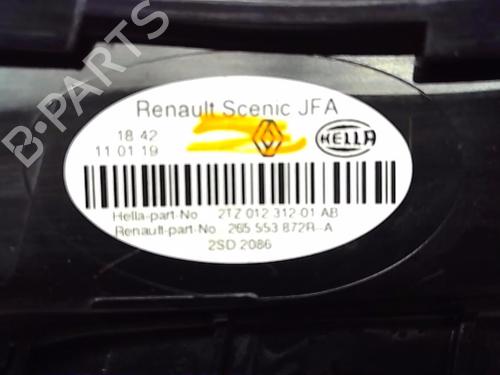 B-PARTS
Renault Scenic JFA
18 42
11 01 19
HELLA
Hella-part-No 2TZ 012 312-01 AB
Renault-part-No 265 553 872R-A
2SD 2086